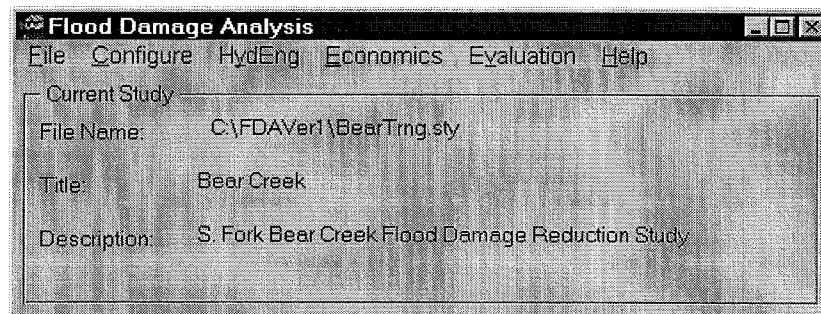 Flood Damage Analysis
File Configure HydEng Economics Evaluation Help
Current Study
File Name: C:\FDAVer1\BearTrng.sty
Title: Bear Creek
Description: S. Fork Bear Creek Flood Damage Reduction Study